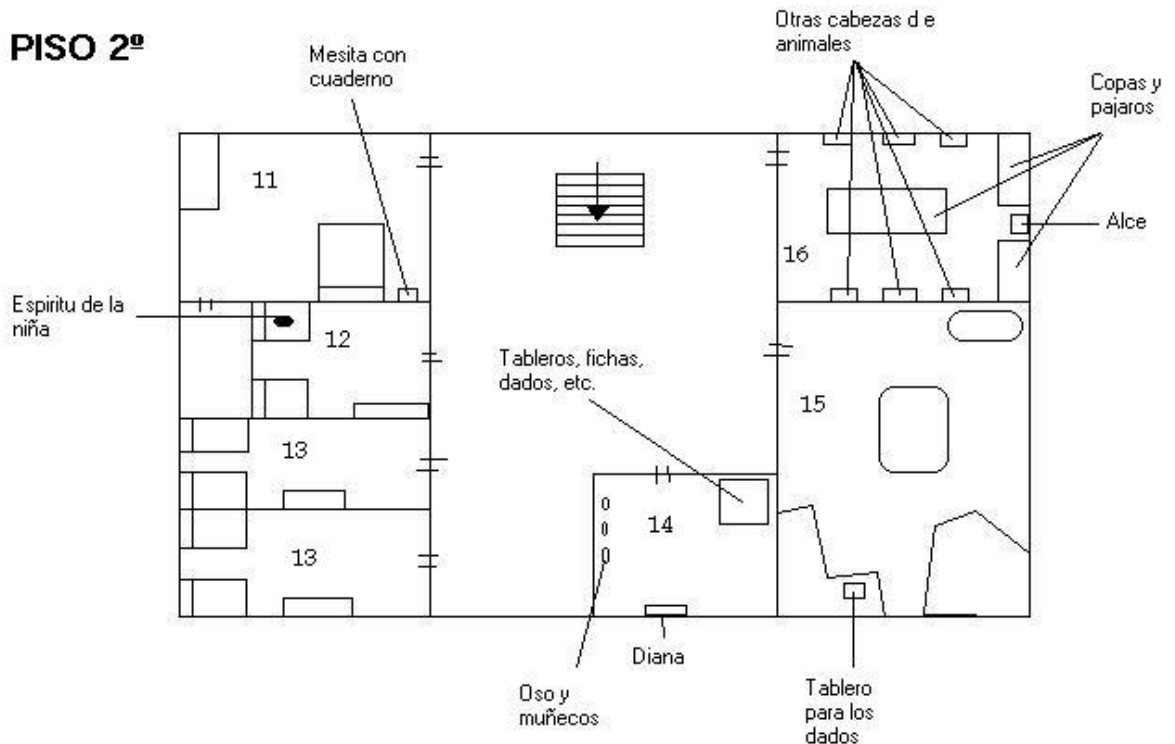 PISO 2º
Mesita con
cuaderno
Otras cabezas d e
animales
Copas y
pajaros
11
16
Alce
Espiritu de la
niña
12
Tableros, fichas,
dados, etc.
15
13
14
13
Diana
Oso y
muñecos
Tablero
para los
dados